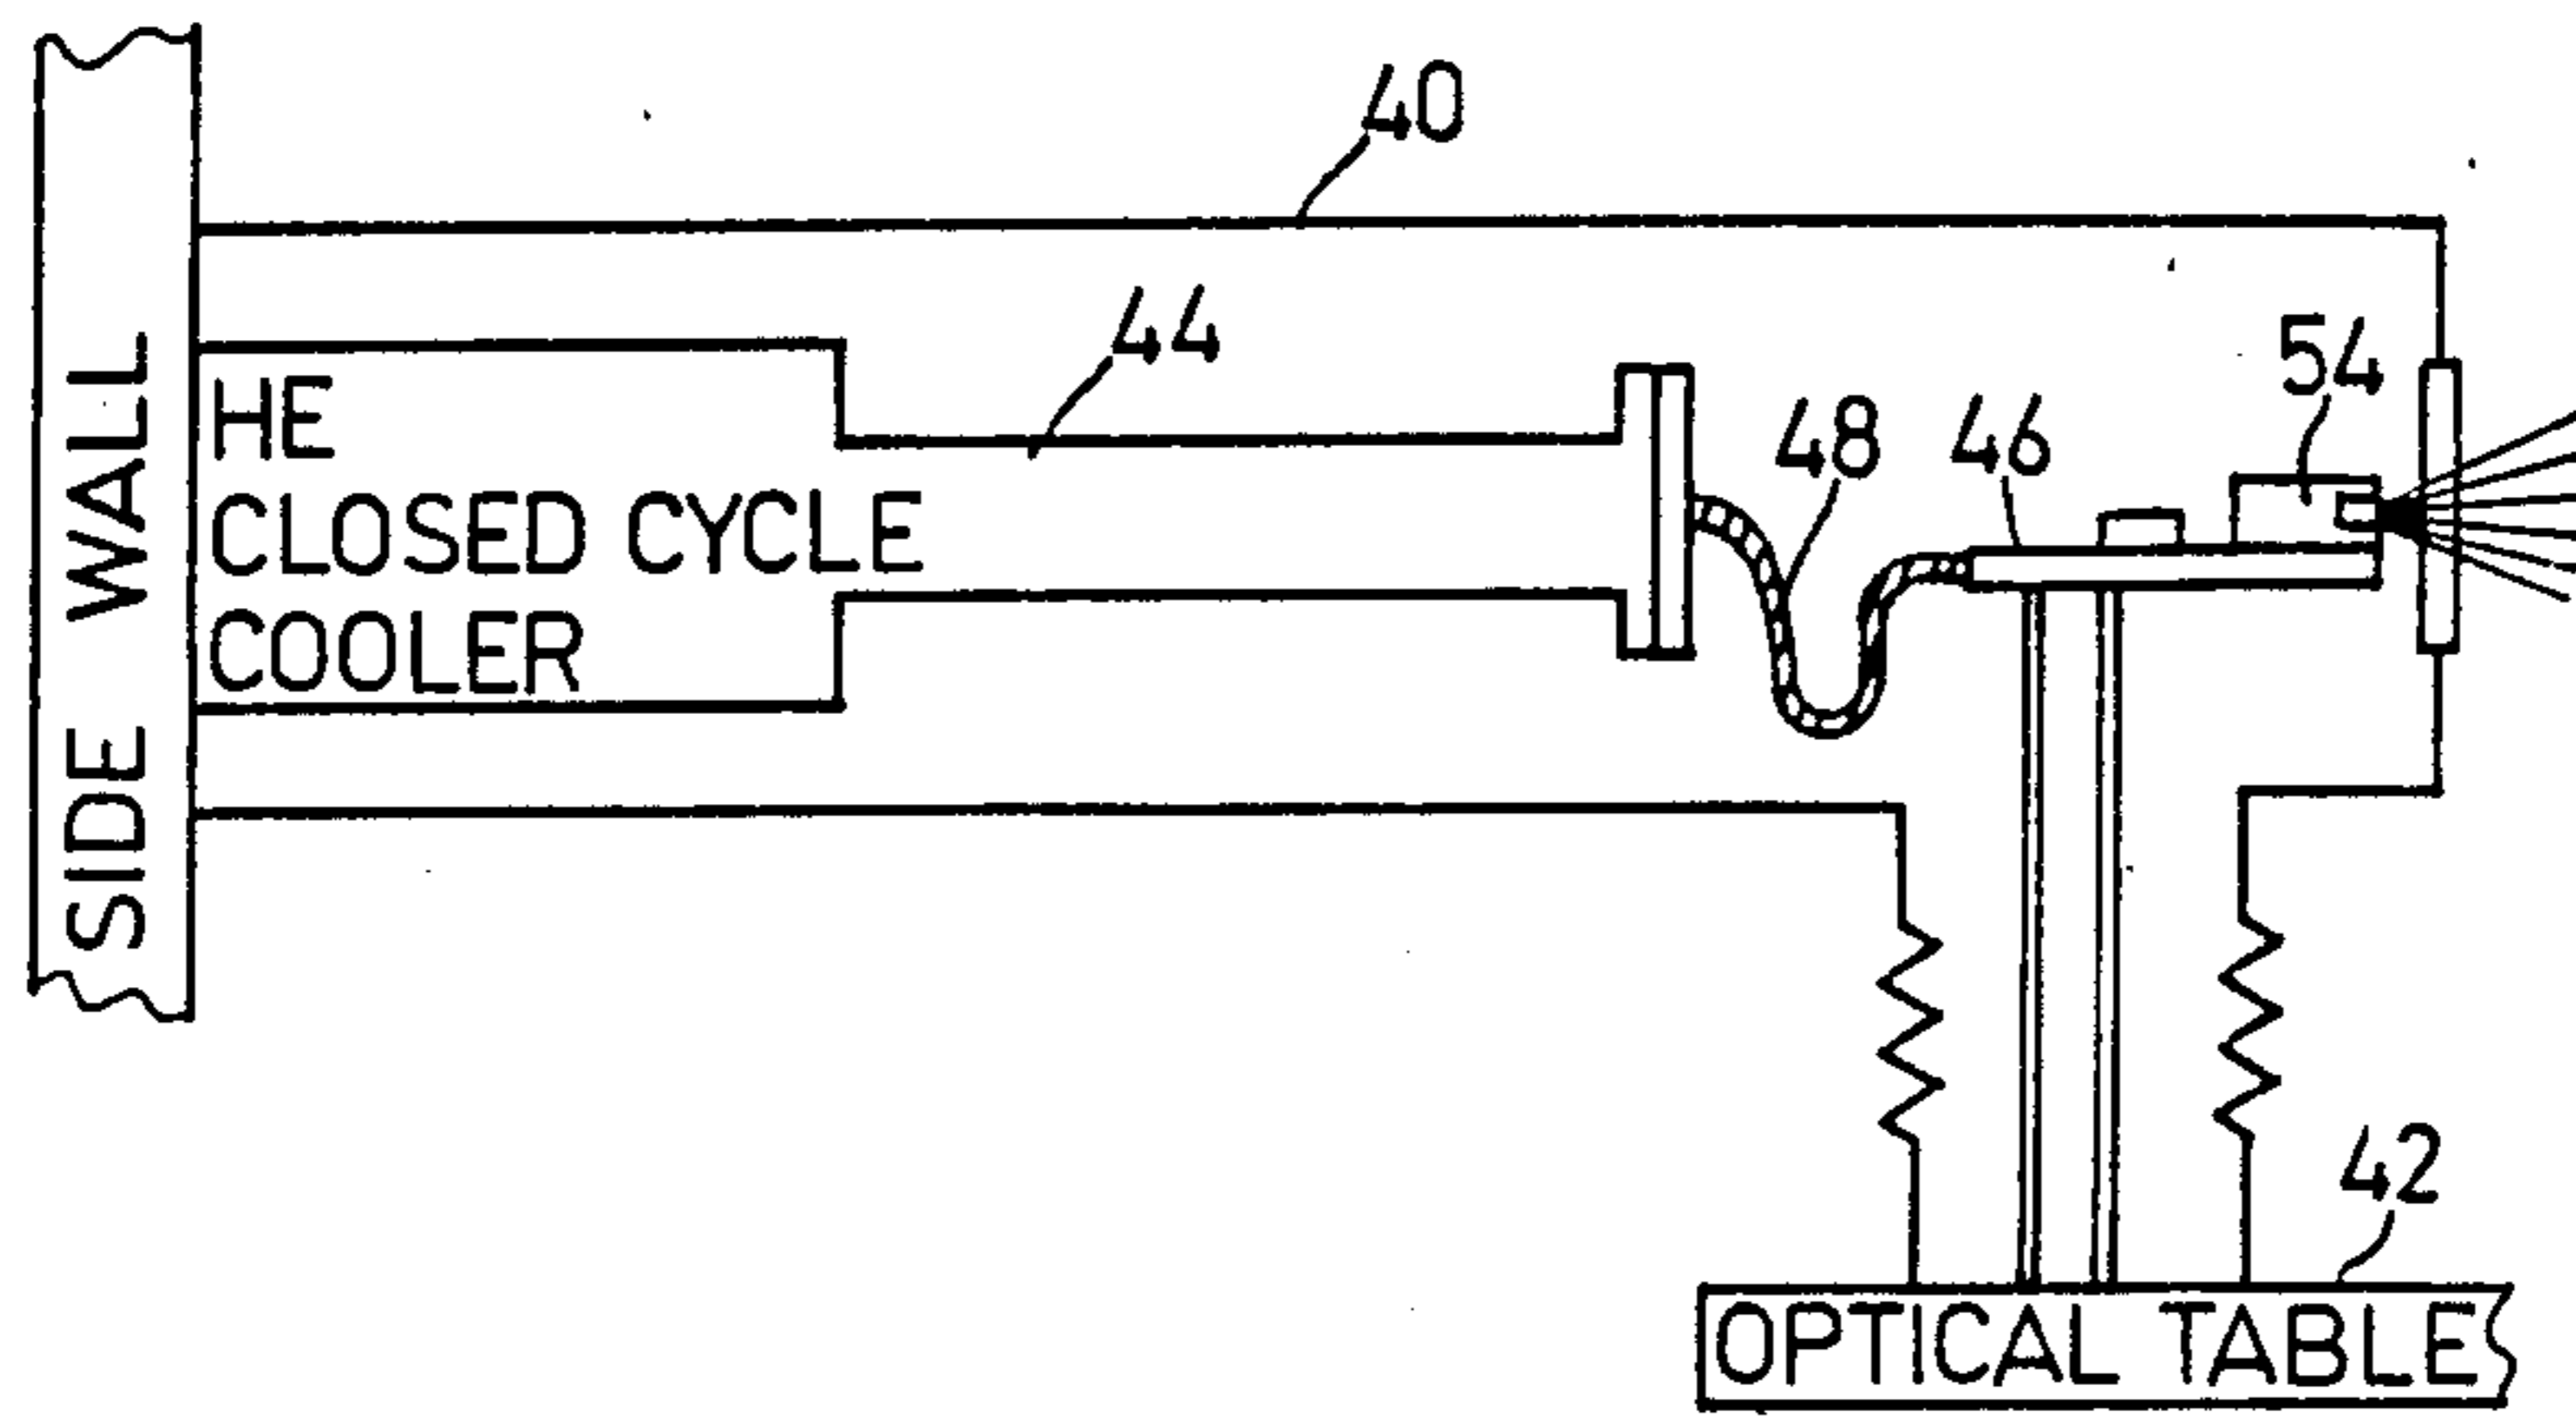 40
44
54
48
46
HE
CLOSED CYCLE
COOLER
SIDE WALL
42
OPTICAL TABLE